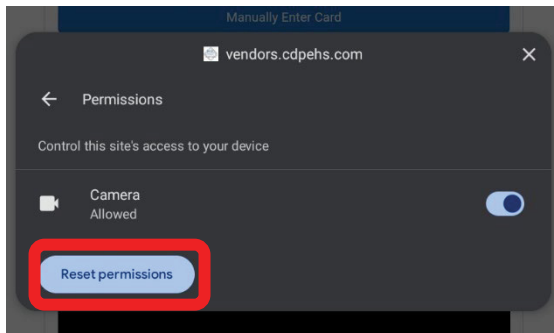 Manually Enter Card
vendors.cdpehs.com
Permissions
Control this site's access to your device
Camera
Allowed
Reset permissions